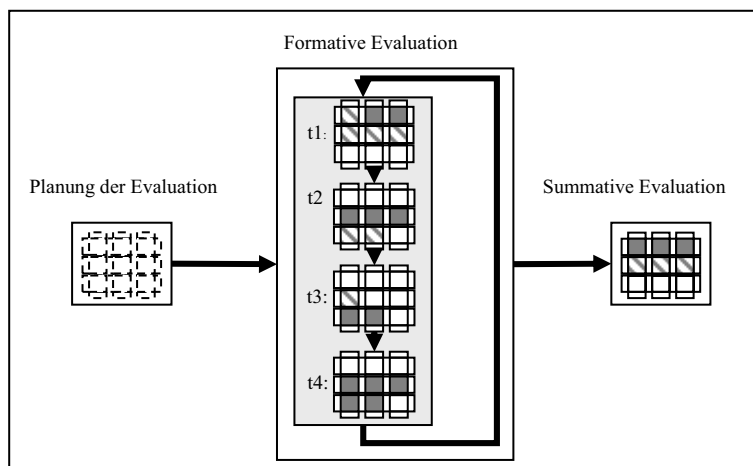 Formative Evaluation
t1:
Planung der Evaluation
Summative Evaluation
t2
t3:
t4: